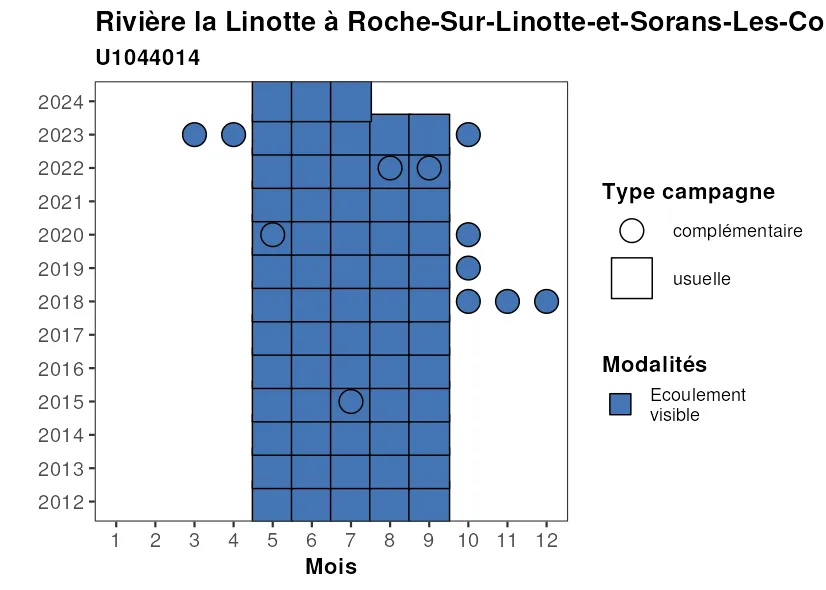 Rivière la Linotte à Roche-Sur-Linotte-et-Sorans-Les-Co
U1044014
2024
2023
2022
2021
2020
2019
2018
2017
2016
2015
2014
2013
2012
1 2 3 4 5 6 7 8 9 10 11 12
Mois
Type campagne
complémentaire
usuelle
Modalités
Ecoulement
visible